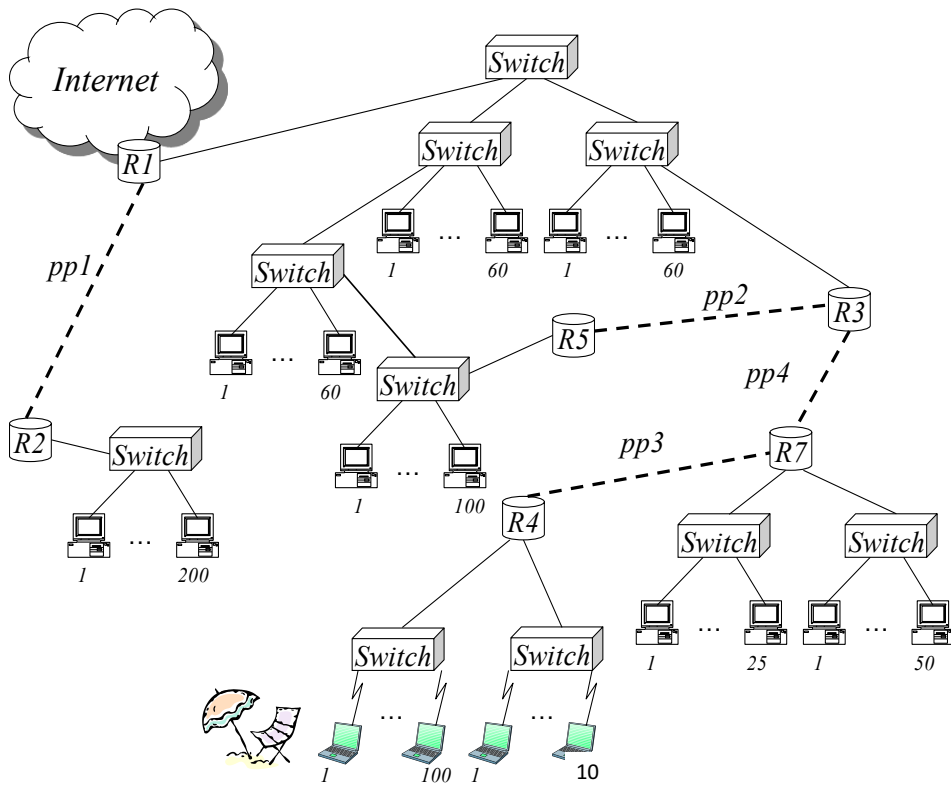 Switch
Internet
Switch
Switch
R1
...
...
1
60
1
60
Switch
pp1
pp2
R3
R5
...
Switch
pp4
1
60
R2
Switch
pp3
R7
...
1
100
R4
...
1
200
Switch
Switch
...
...
Switch
Switch
1
25
1
50
...
...
1
100
1
10